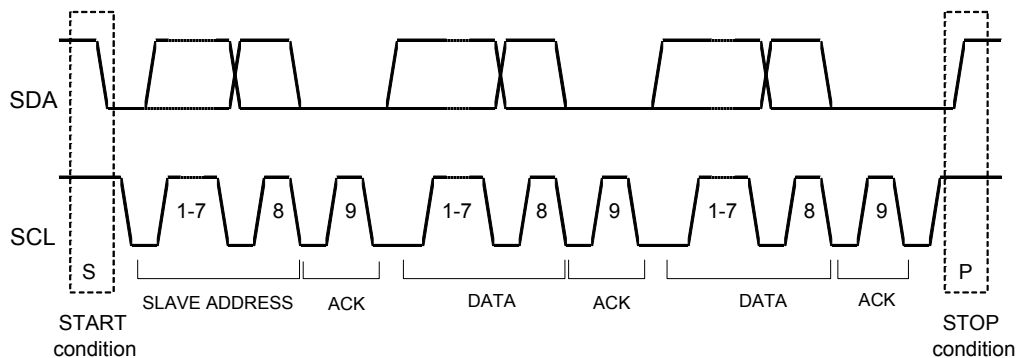 SDA
1-7 8 9 1-7 8 9 1-7 8 9
SCL
S P
SLAVE ADDRESS ACK DATA ACK DATA ACK
START STOP
condition condition